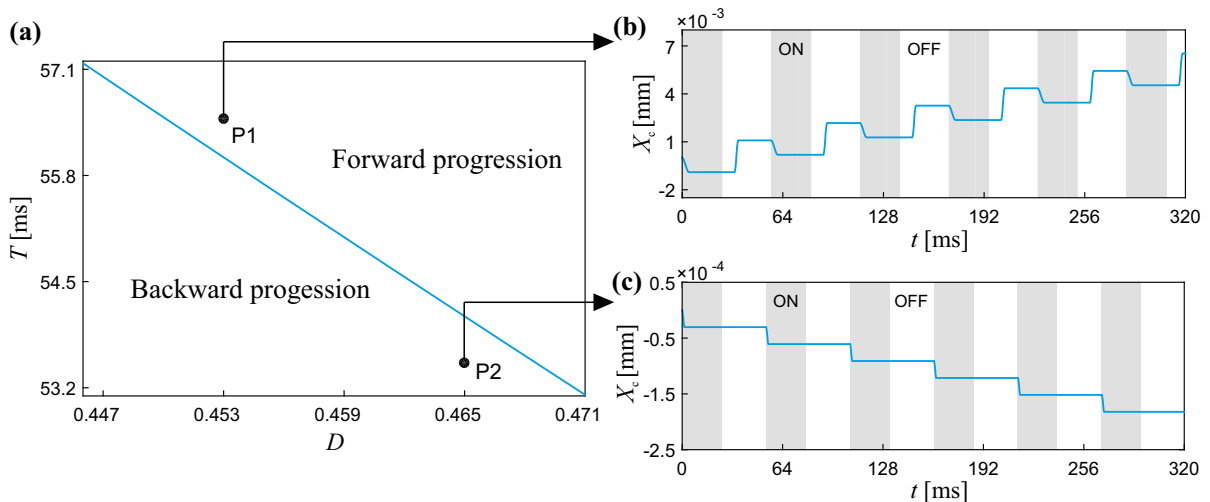 (a)
57.1
55.8
54.5
53.2
T [ms]
P1
Forward progression
Backward progession
P2
0.447
0.453
0.459
0.465
0.471
D
(b)
×10⁻³
ON
OFF
7
4
1
-2
X_c [mm]
0
64
128
192
256
320
t [ms]
(c)
×10⁻⁴
ON
OFF
0.5
-0.5
-1.5
-2.5
X_c [mm]
0
64
128
192
256
320
t [ms]